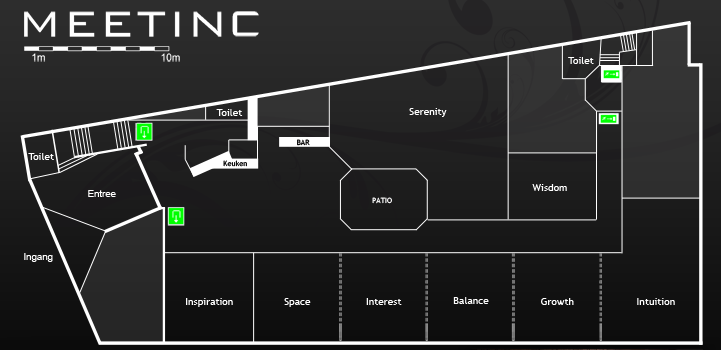 MEETINC
1m 10m
Toilet
Toilet
Serenity
Toilet
BAR
Keuken
Entree
Wisdom
PATIO
Ingang
Inspiration
Space
Interest
Balance
Growth
Intuition